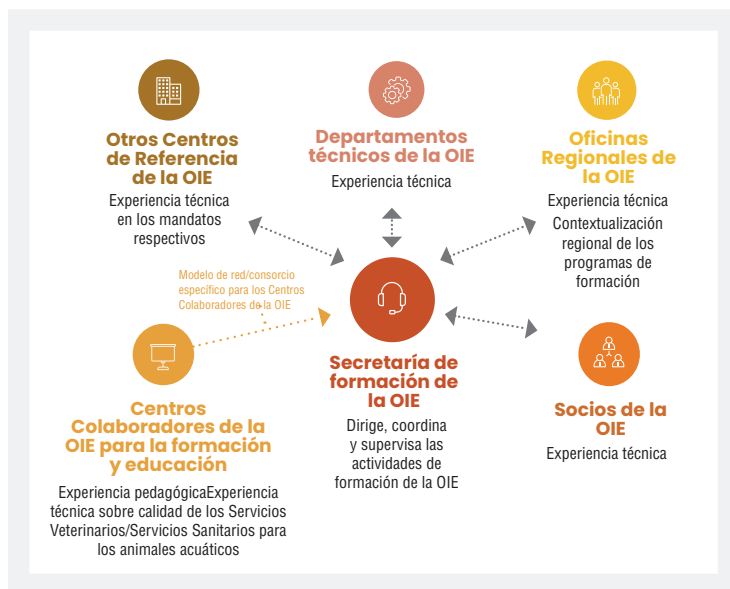 Otros Centros
de Referencia
de la OIE
Experiencia técnica
en los mandatos
respectivos
Departamentos
técnicos de la OIE
Experiencia técnica
Oficinas
Regionales de
la OIE
Experiencia técnica
Contextualización
regional de los
programas de
formación
Modelo de red/consorcio
específico para los Centros
Colaboradores de la OIE
Centros
Colaboradores de la
OIE para la formación
y educación
Experiencia pedagógicaExperiencia
técnica sobre calidad de los Servicios
Veterinarios/Servicios Sanitarios para
los animales acuáticos
Secretaría de
formación de
la OIE
Dirige, coordina
y supervisa las
actividades de
formación de la OIE
Socios de la
OIE
Experiencia técnica